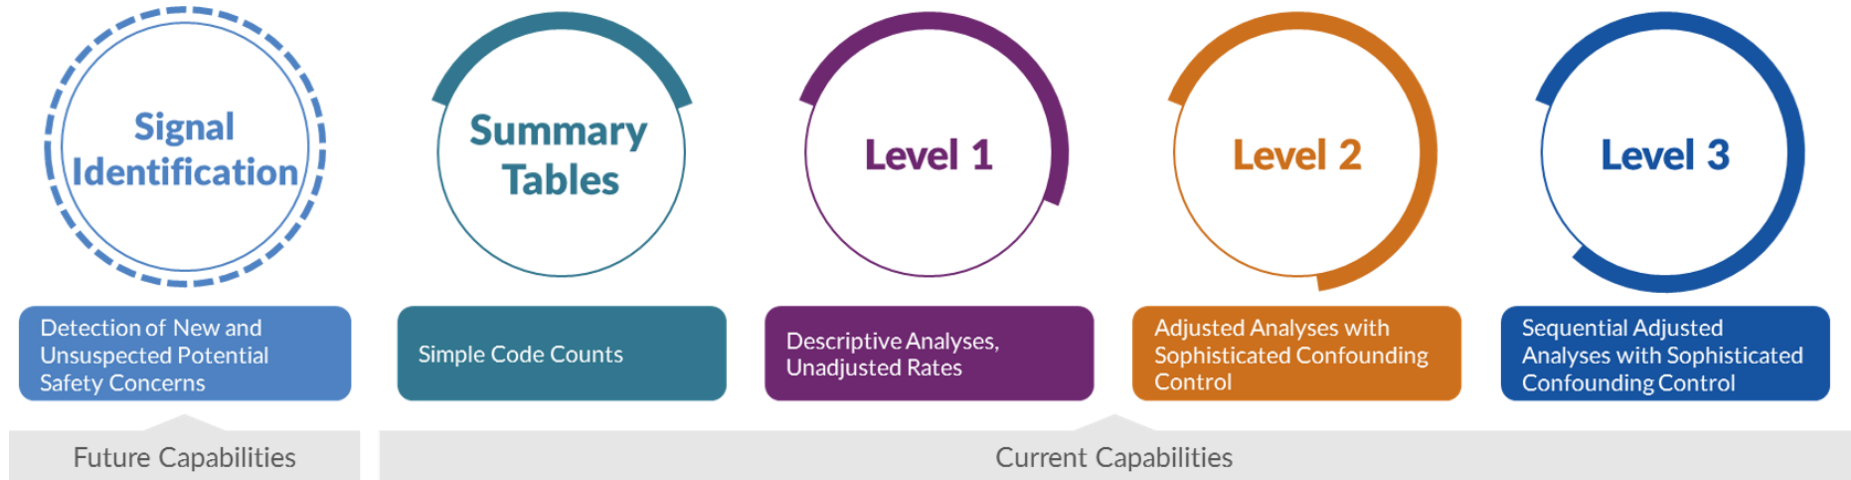 Signal
Identification
Summary
Tables
Level 1
Level 2
Level 3
Detection of New and
Unsuspected Potential
Safety Concerns
Simple Code Counts
Descriptive Analyses,
Unadjusted Rates
Adjusted Analyses with
Sophisticated Confounding
Control
Sequential Adjusted
Analyses with Sophisticated
Confounding Control
Future Capabilities
Current Capabilities